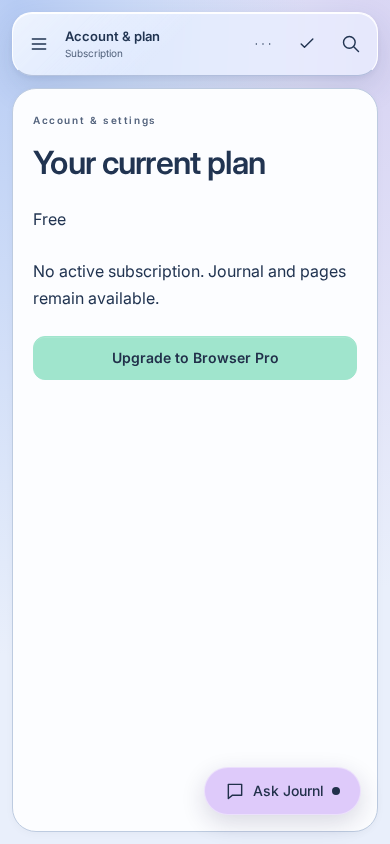 Account & plan
Subscription
...
Account & settings
Your current plan
Free
No active subscription. Journal and pages
remain available.
Upgrade to Browser Pro
Ask Journl